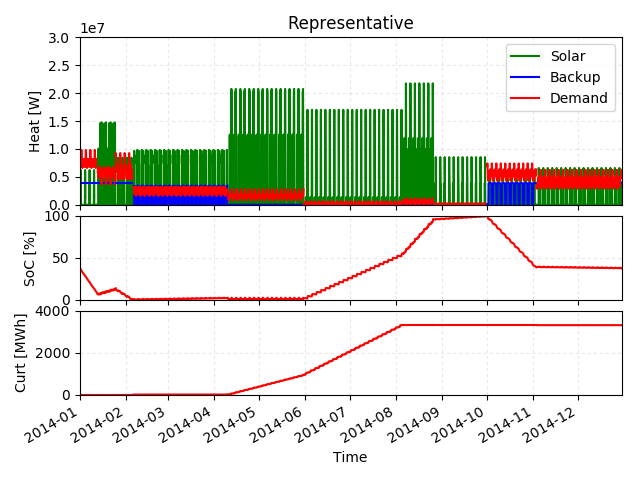 Representative
1e7
3.0
2.5
2.0
1.5
1.0
0.5
0.0
Heat [W]
Solar
Backup
Demand
100
50
0
SoC [%]
4000
2000
0
Curt [MWh]
2014-01
2014-02
2014-03
2014-04
2014-05
2014-06
2014-07
2014-08
2014-09
2014-10
2014-11
2014-12
Time